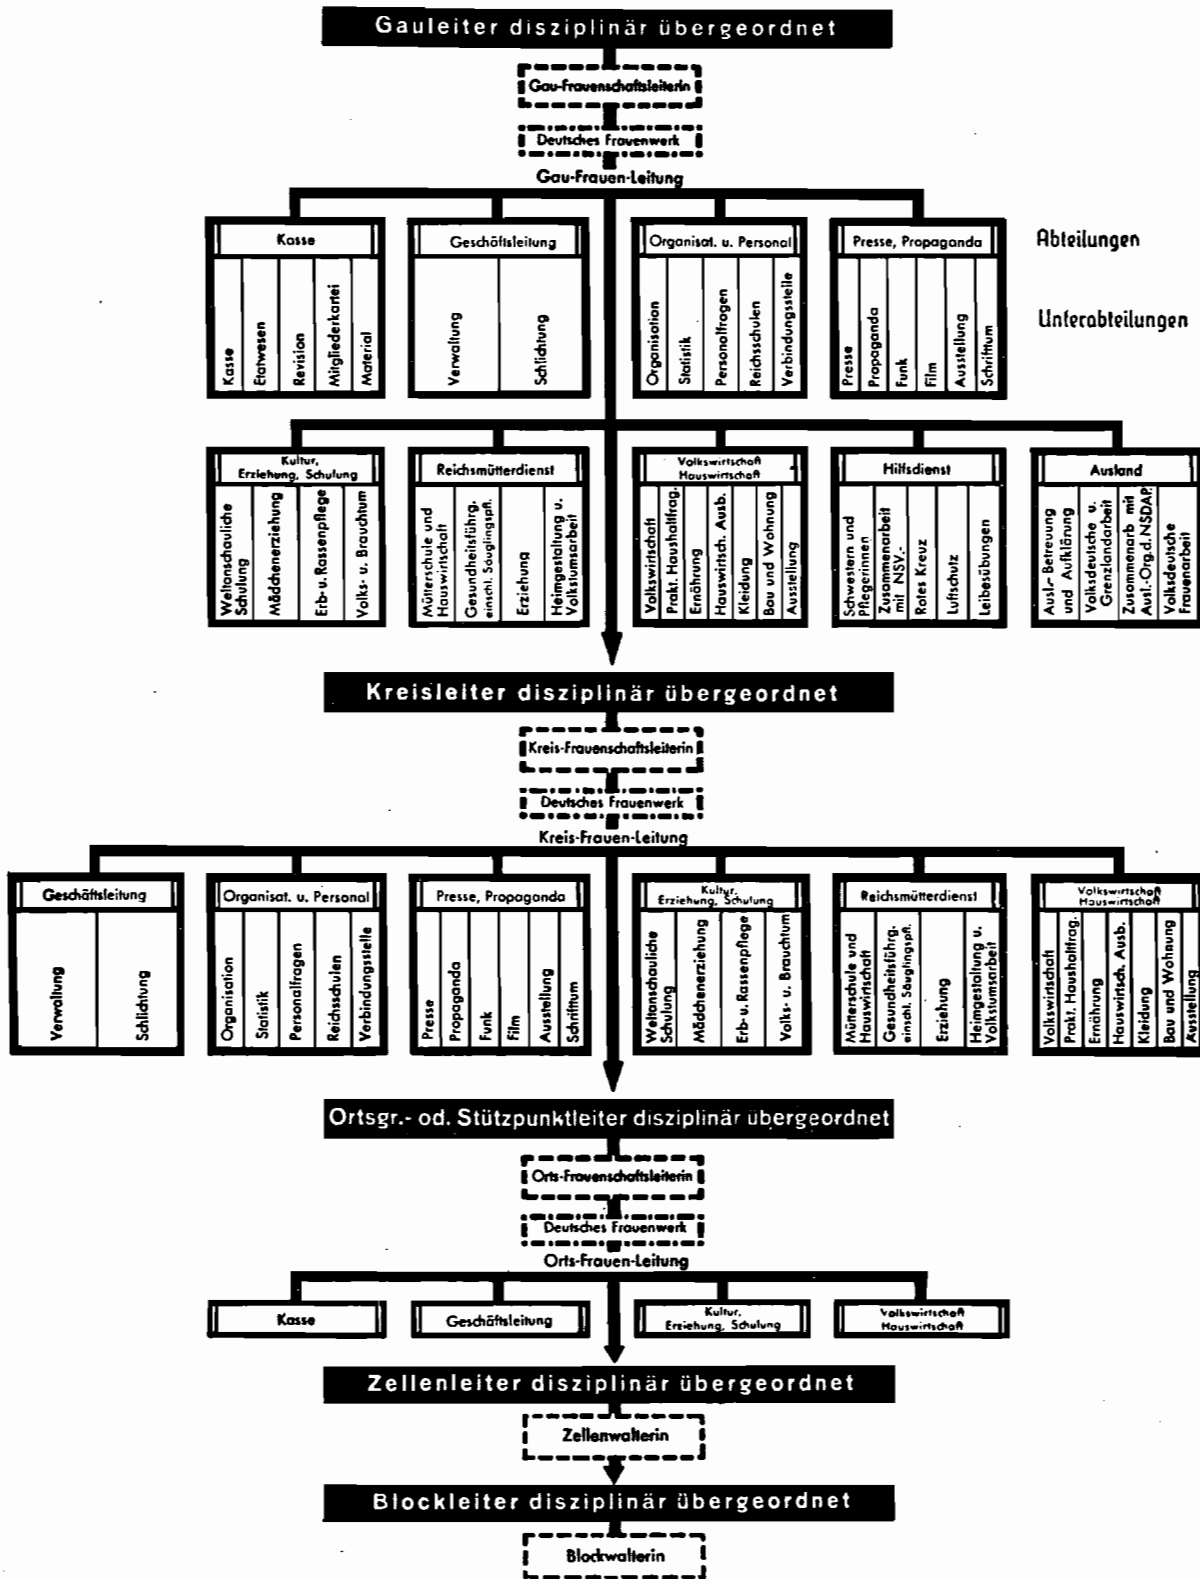 Gauleiter disziplinär übergeordnet
Gau-Frauenschaftsleiterin
Deutsches Frauenwerk
Gau-Frauen-Leitung
Kasse
Kasse
Etatwesen
Revision
Mitgliederkartei
Material
Geschäftsleitung
Verwaltung
Schlichtung
Organisat. u. Personal
Organisation
Statistik
Personalfragen
Reichsschulen
Verbindungsstelle
Presse, Propaganda
Presse
Propaganda
Funk
Film
Ausstellung
Schrifttum
Abteilungen
Unterabteilungen
Kultur,
Erziehung, Schulung
Weltanschauliche
Schulung
Mädchenerziehung
Erb- u. Rassenpflege
Volks- u. Brauchtum
Reichsmütterdienst
Mütterschule und
Hauswirtschaft
Gesundheitsführg.
einschl. Säuglingspfl.
Erziehung
Heimgestaltung u.
Volkstumsarbeit
Volkswirtschaft
Hauswirtschaft
Volkswirtschaft
Prakt. Haushaltfrag.
Ernährung
Hauswirtsch. Ausb.
Kleidung
Bau und Wohnung
Ausstellung
Hilfsdienst
Schwestern und
Pflegerinnen
Zusammenarbeit
mit NSV.-
Rotes Kreuz
Luftschutz
Leibesübungen
Ausland
Ausl.- Betreuung
und Aufklärung
Volksdeutsche u.
Grenzlandarbeit
Zusammenarb mit
Ausl.-Org.d.NSDAP.
Volksdeutsche
Frauenarbeit
Kreisleiter disziplinär übergeordnet
Kreis-Frauenschaftsleiterin
Deutsches Frauenwerk
Kreis-Frauen-Leitung
Geschäftsleitung
Verwaltung
Schlichtung
Organisat. u. Personal
Organisation
Statistik
Personalfragen
Reichsschulen
Verbindungsstelle
Presse, Propaganda
Presse
Propaganda
Funk
Film
Ausstellung
Schrifttum
Kultur,
Erziehung, Schulung
Weltanschauliche
Schulung
Mädchenerziehung
Erb- u. Rassenpflege
Volks- u. Brauchtum
Reichsmütterdienst
Mütterschule und
Hauswirtschaft
Gesundheitsführg.
einschl. Säuglingspfl.
Erziehung
Heimgestaltung u.
Volkstumsarbeit
Volkswirtschaft
Hauswirtschaft
Volkswirtschaft
Prakt. Haushaltfrag.
Ernährung
Hauswirtsch. Ausb.
Kleidung
Bau und Wohnung
Ausstellung
Ortsgr.- od. Stützpunktleiter disziplinär übergeordnet
Orts-Frauenschaftsleiterin
Deutsches Frauenwerk
Orts-Frauen-Leitung
Kasse
Geschäftsleitung
Kultur,
Erziehung, Schulung
Volkswirtschaft
Hauswirtschaft
Zellenleiter disziplinär übergeordnet
Zellenwalterin
Blockleiter disziplinär übergeordnet
Blockwalterin